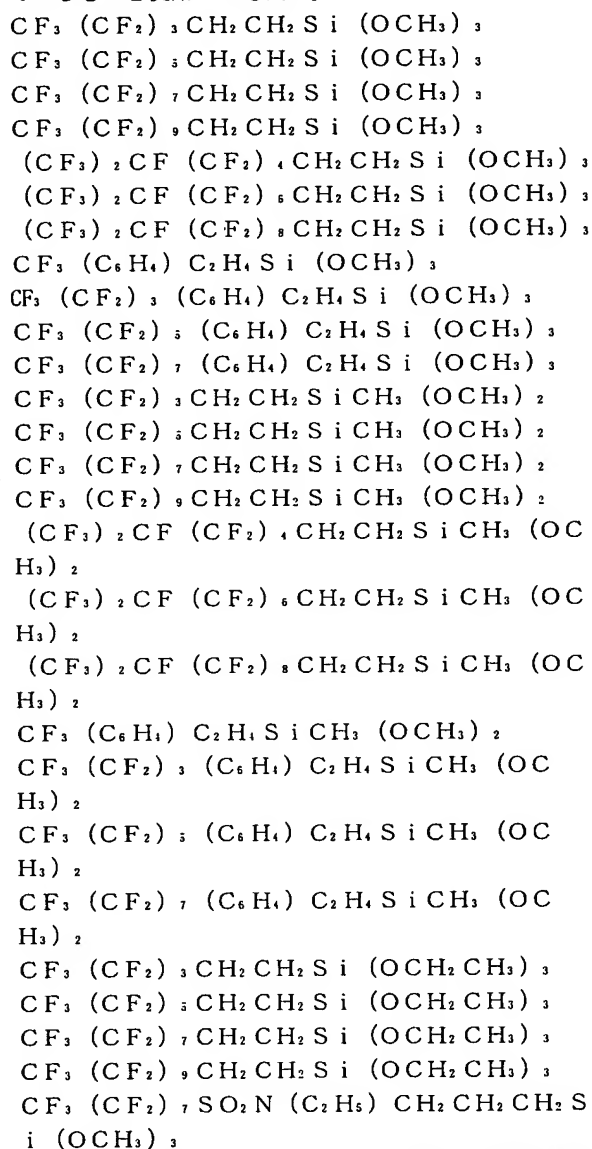 CF₃(CF₂)₃CH₂CH₂Si(OCH₃)₃
CF₃(CF₂)₅CH₂CH₂Si(OCH₃)₃
CF₃(CF₂)₇CH₂CH₂Si(OCH₃)₃
CF₃(CF₂)₉CH₂CH₂Si(OCH₃)₃
(CF₃)₂CF(CF₂)₄CH₂CH₂Si(OCH₃)₃
(CF₃)₂CF(CF₂)₆CH₂CH₂Si(OCH₃)₃
(CF₃)₂CF(CF₂)₈CH₂CH₂Si(OCH₃)₃
CF₃(C₆H₄)C₂H₄Si(OCH₃)₃
CF₃(CF₂)₃(C₆H₄)C₂H₄Si(OCH₃)₃
CF₃(CF₂)₅(C₆H₄)C₂H₄Si(OCH₃)₃
CF₃(CF₂)₇(C₆H₄)C₂H₄Si(OCH₃)₃
CF₃(CF₂)₃CH₂CH₂SiCH₃(OCH₃)₂
CF₃(CF₂)₅CH₂CH₂SiCH₃(OCH₃)₂
CF₃(CF₂)₇CH₂CH₂SiCH₃(OCH₃)₂
CF₃(CF₂)₉CH₂CH₂SiCH₃(OCH₃)₂
(CF₃)₂CF(CF₂)₄CH₂CH₂SiCH₃(OC
H₃)₂
(CF₃)₂CF(CF₂)₆CH₂CH₂SiCH₃(OC
H₃)₂
(CF₃)₂CF(CF₂)₈CH₂CH₂SiCH₃(OC
H₃)₂
CF₃(C₆H₄)C₂H₄SiCH₃(OCH₃)₂
CF₃(CF₂)₃(C₆H₄)C₂H₄SiCH₃(OC
H₃)₂
CF₃(CF₂)₅(C₆H₄)C₂H₄SiCH₃(OC
H₃)₂
CF₃(CF₂)₇(C₆H₄)C₂H₄SiCH₃(OC
H₃)₂
CF₃(CF₂)₃CH₂CH₂Si(OCH₂CH₃)₃
CF₃(CF₂)₅CH₂CH₂Si(OCH₂CH₃)₃
CF₃(CF₂)₇CH₂CH₂Si(OCH₂CH₃)₃
CF₃(CF₂)₉CH₂CH₂Si(OCH₂CH₃)₃
CF₃(CF₂)₇SO₂N(C₂H₅)CH₂CH₂CH₂S
i(OCH₃)₃